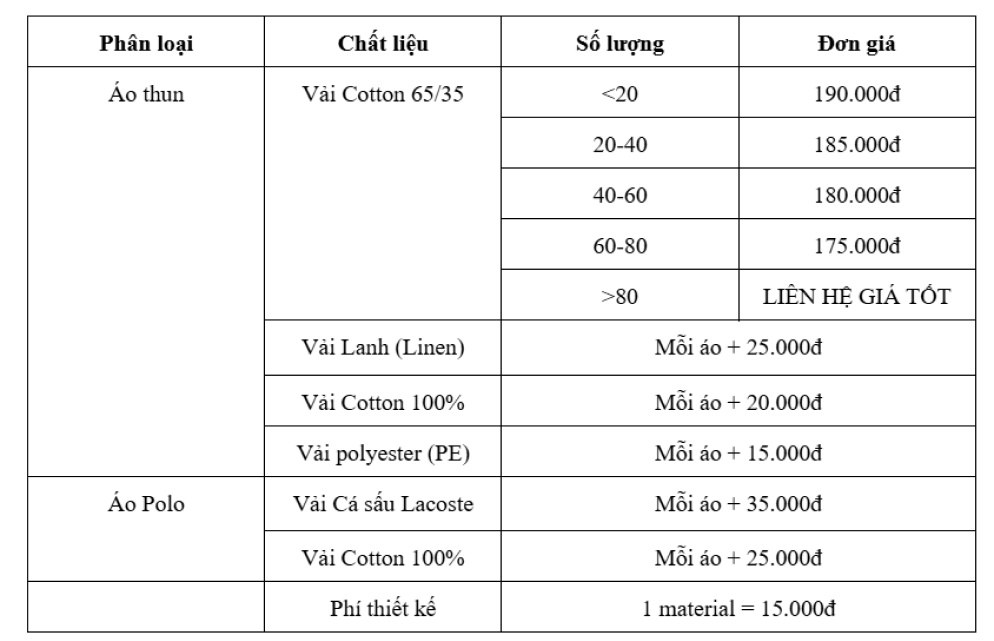 Phân loại Chất liệu Số lượng Đơn giá
Áo thun Vải Cotton 65/35 <20 190.000đ
20-40 185.000đ
40-60 180.000đ
60-80 175.000đ
>80 LIÊN HỆ GIÁ TỐT
Vải Lanh (Linen) Mỗi áo + 25.000đ
Vải Cotton 100% Mỗi áo + 20.000đ
Vải polyester (PE) Mỗi áo + 15.000đ
Áo Polo Vải Cá sấu Lacoste Mỗi áo + 35.000đ
Vải Cotton 100% Mỗi áo + 25.000đ
Phí thiết kế 1 material = 15.000đ